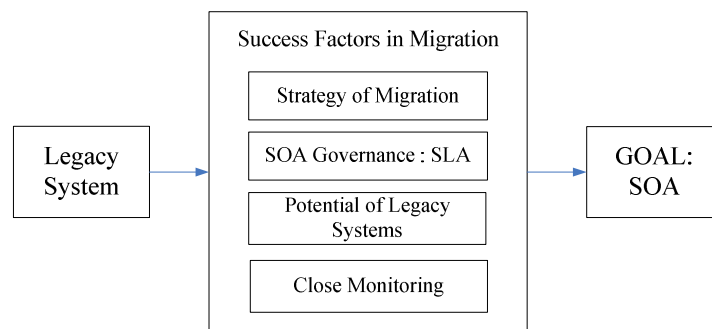 Success Factors in Migration
Strategy of Migration
Legacy
System
SOA Governance : SLA
GOAL:
SOA
Potential of Legacy
Systems
Close Monitoring